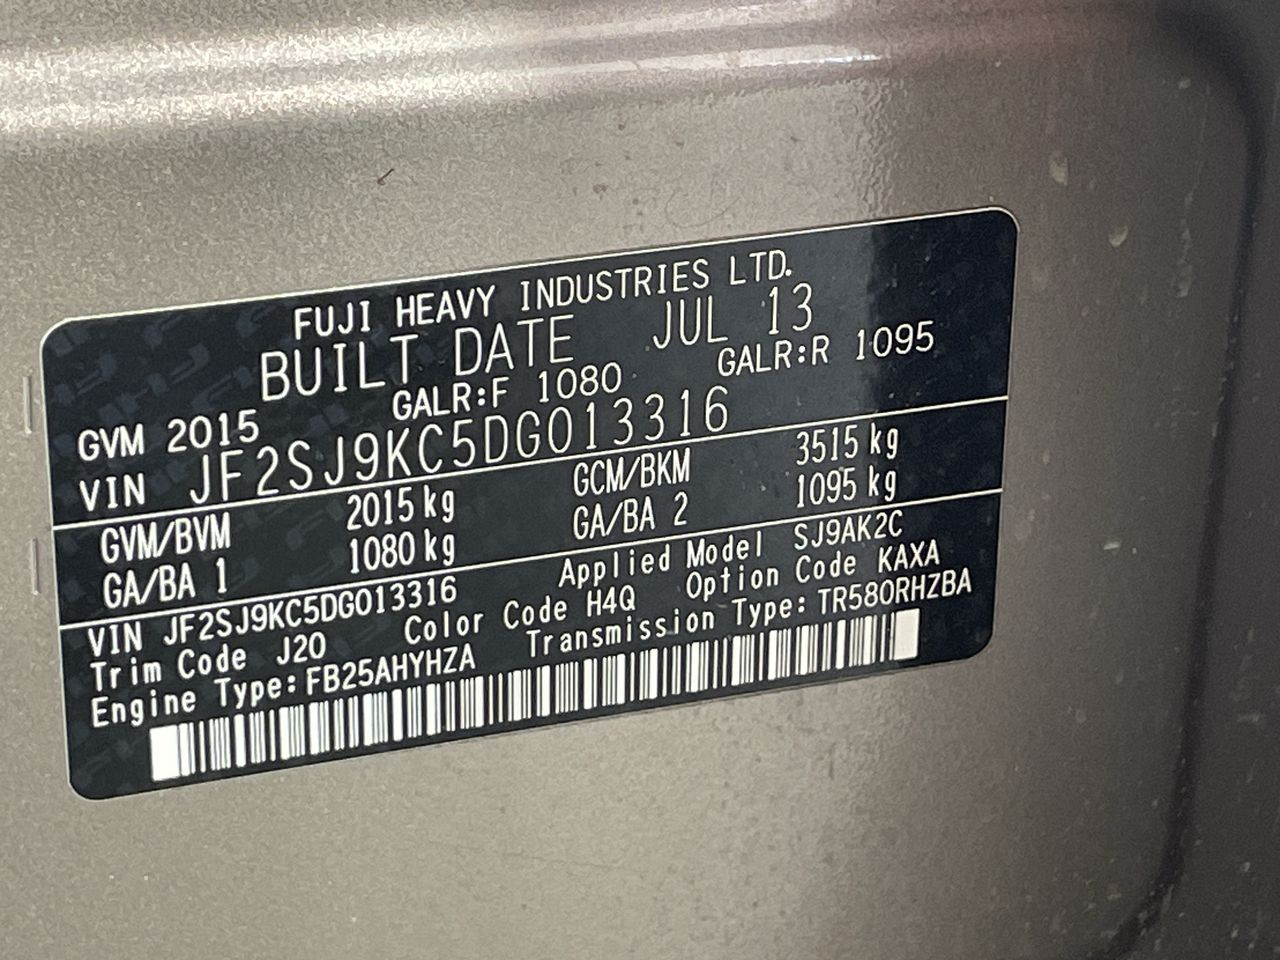 FUJI HEAVY INDUSTRIES LTD.
BUILT DATE JUL 13
GVM 2015 GALR:F 1080 GALR:R 1095
VIN JF2SJ9KC5DG013316
GVM/BVM 2015 kg GCM/BKM 3515 kg
GA/BA 1 1080 kg GA/BA 2 1095 kg
VIN JF2SJ9KC5DG013316 Applied Model SJ9AK2C
Trim Code J20 Color Code H4Q Option Code KAXA
Engine Type: FB25AHYHZA Transmission Type: TR580RHZBA